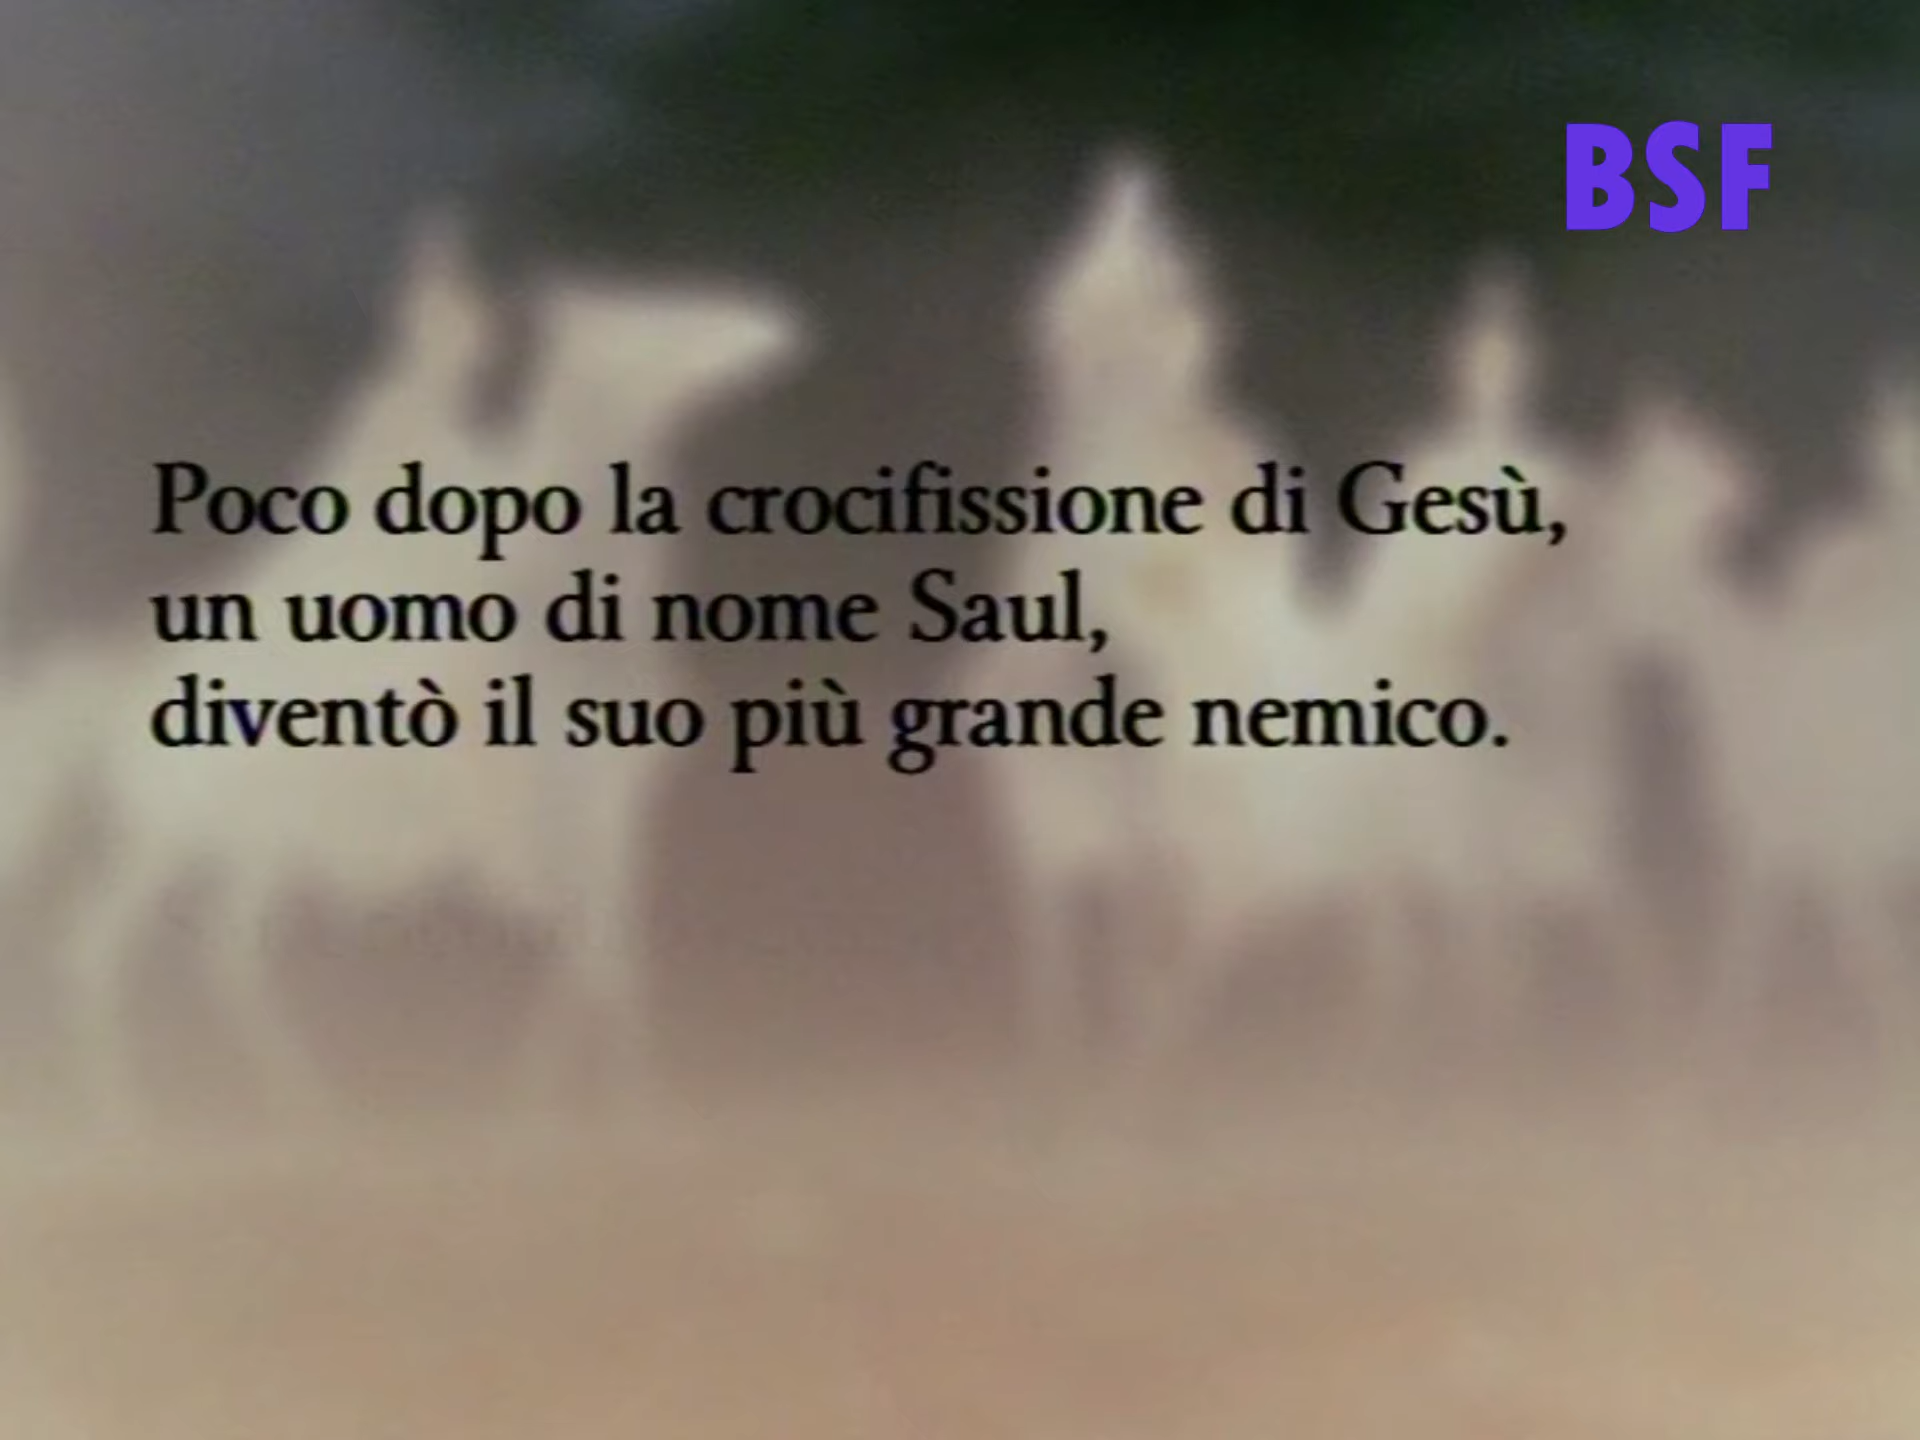 BSF
Poco dopo la crocifissione di Gesù,
un uomo di nome Saul,
diventò il suo più grande nemico.